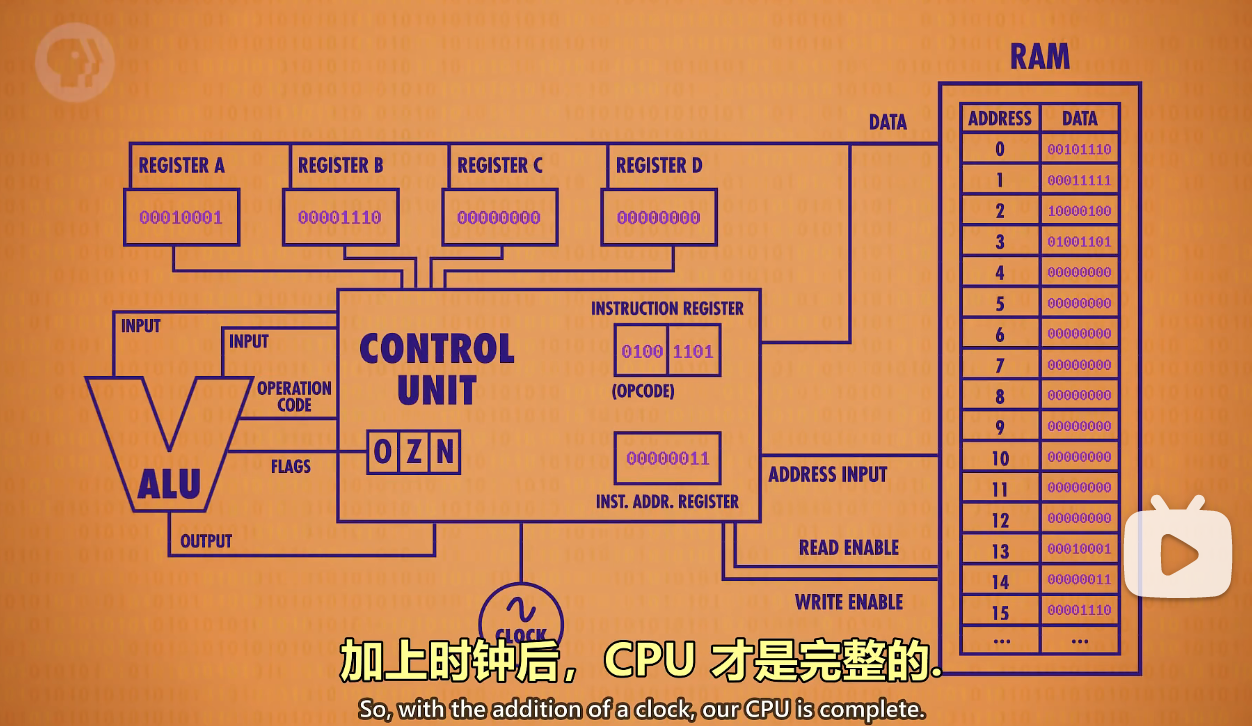 RAM
DATA
ADDRESS DATA
0 00101110
1 00011111
2 10000100
3 01001101
4 00000000
5 00000000
6 00000000
7 00000000
8 00000000
9 00000000
10 00000000
11 00000000
12 00000000
13 00010001
14 00000011
15 00001110
... ...
REGISTER A
00010001
REGISTER B
00001110
REGISTER C
00000000
REGISTER D
00000000
INPUT
INPUT
OPERATION
CODE
FLAGS
ALU
OUTPUT
CONTROL
UNIT
O Z N
INSTRUCTION REGISTER
0100 1101
(OPCODE)
00000011
INST. ADDR. REGISTER
ADDRESS INPUT
READ ENABLE
WRITE ENABLE
CLOCK
加上时钟后，CPU 才是完整的.
So, with the addition of a clock, our CPU is complete.